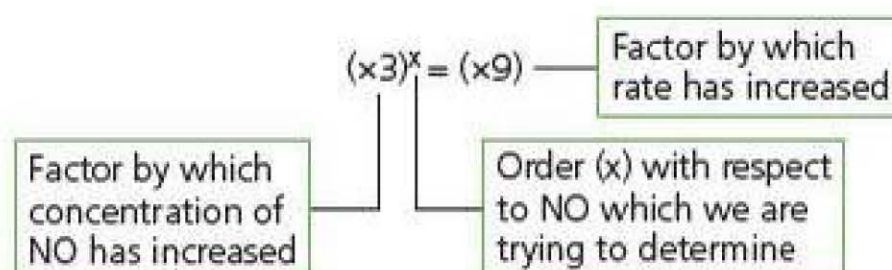 (×3)ˣ = (×9)
Factor by which
rate has increased
Factor by which
concentration of
NO has increased
Order (x) with respect
to NO which we are
trying to determine